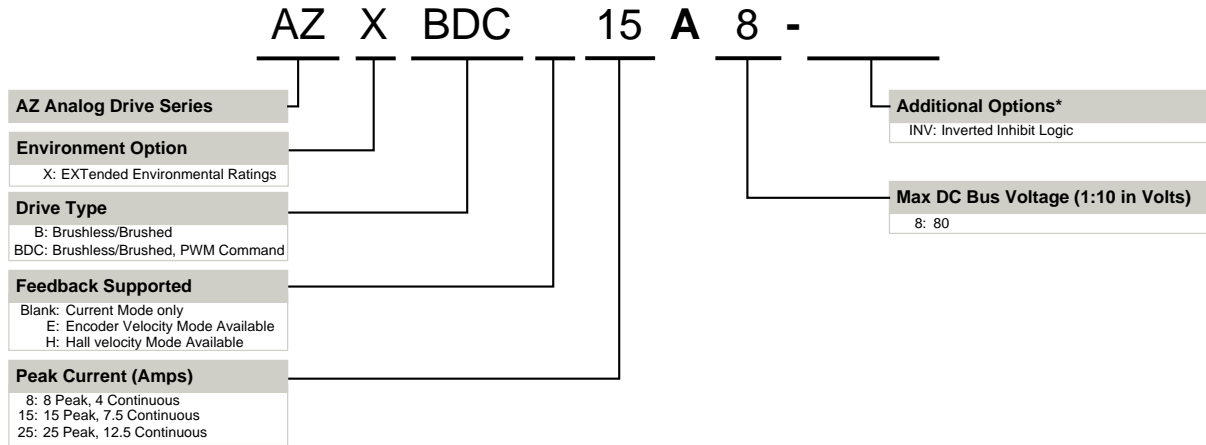 AZ X BDC 15 A 8 -
AZ Analog Drive Series
Environment Option
X: EXTended Environmental Ratings
Drive Type
B: Brushless/Brushed
BDC: Brushless/Brushed, PWM Command
Feedback Supported
Blank: Current Mode only
E: Encoder Velocity Mode Available
H: Hall velocity Mode Available
Peak Current (Amps)
8: 8 Peak, 4 Continuous
15: 15 Peak, 7.5 Continuous
25: 25 Peak, 12.5 Continuous
Additional Options*
INV: Inverted Inhibit Logic
Max DC Bus Voltage (1:10 in Volts)
8: 80